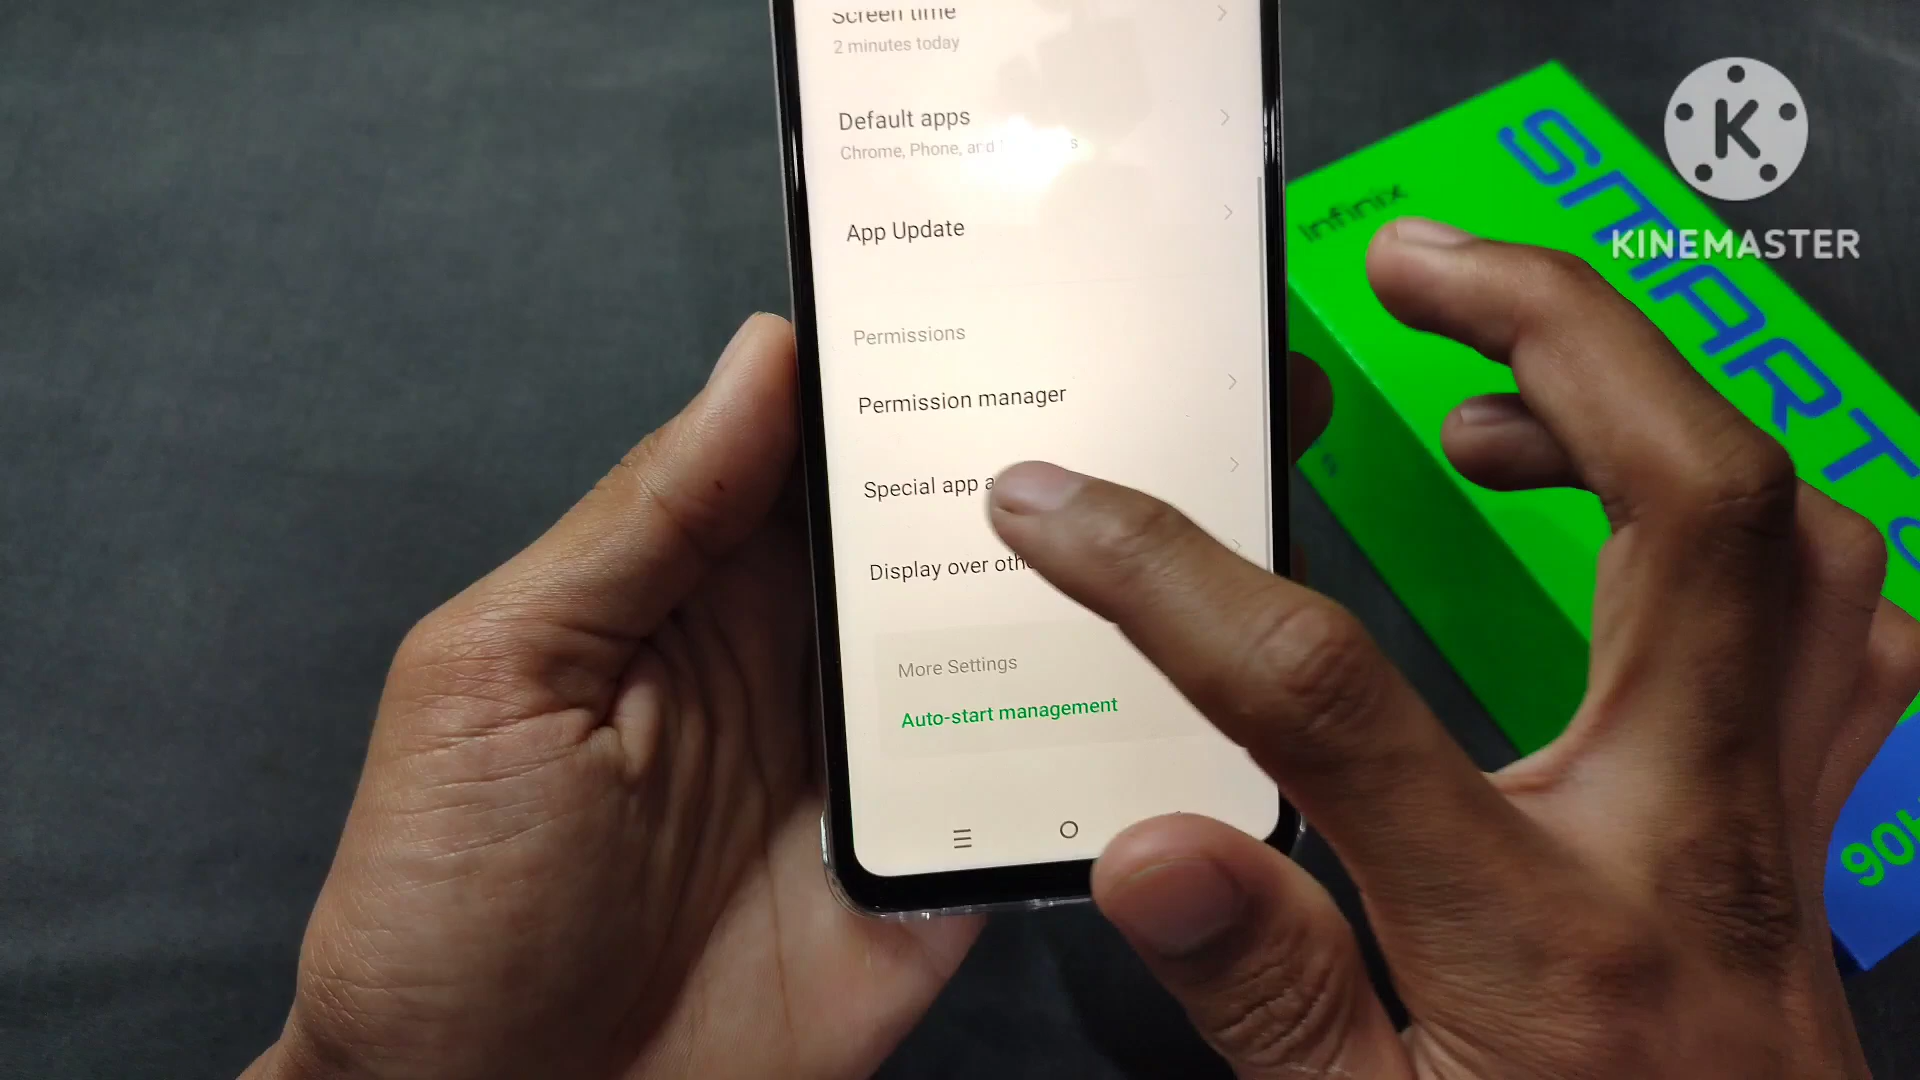 Screen time
2 minutes today
Default apps
Chrome, Phone, and
App Update
Permissions
Permission manager
Special app a
Display over oth
More Settings
Auto-start management
Infinix
SMART
K
KINEMASTER
90H